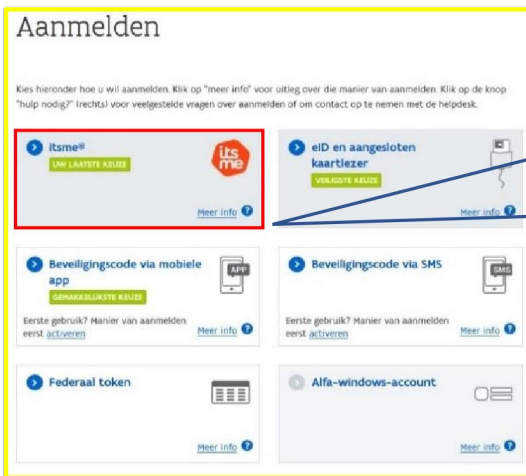 Aanmelden
Kies hieronder hoe u wil aanmelden. Klik op "meer info" voor uitleg over die manier van aanmelden. Klik op de knop
"hulp nodig?" (rechts) voor veelgestelde vragen over aanmelden of om contact op te nemen met de helpdesk.
itsme®
UW LAATSTE KEUZE
its
me
Meer info ?
eID en aangesloten
kaartlezer
VEILIGSTE KEUZE
Meer info ?
Beveiligingscode via mobiele
app
GEMAKKELIJKSTE KEUZE
APP
Eerste gebruik? Manier van aanmelden
eerst activeren
Meer info ?
Beveiligingscode via SMS
SMS
Eerste gebruik? Manier van aanmelden
eerst activeren
Meer info ?
Federaal token
Meer info ?
Alfa-windows-account
Meer info ?